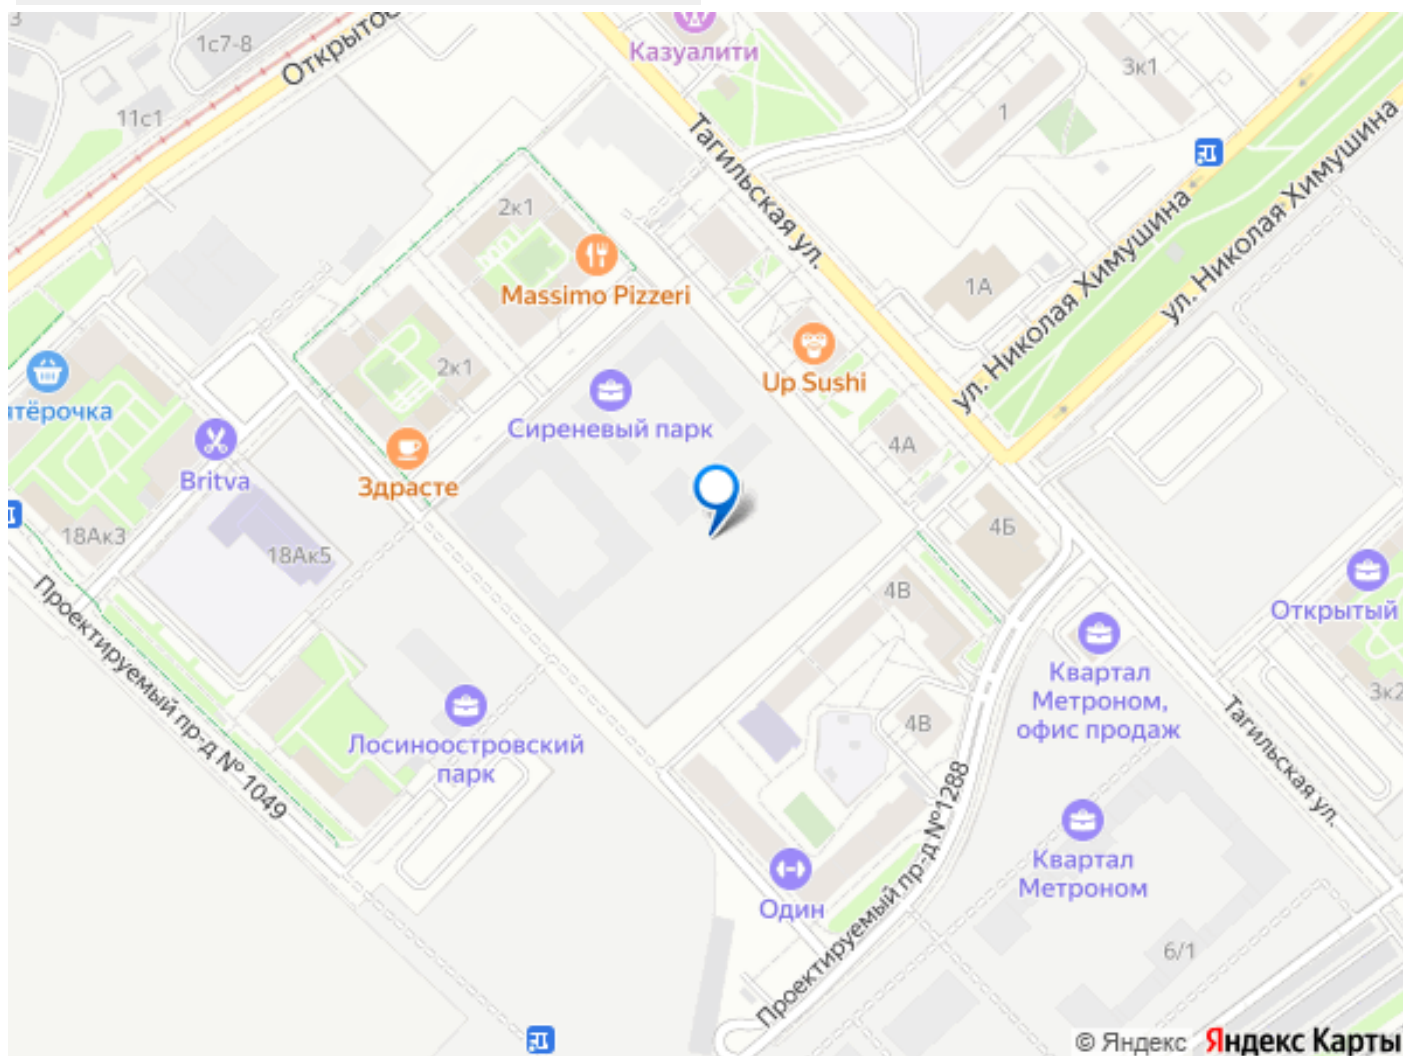 3
1с7-8
Открытос
Казуалити
3к1
11с1
1
Тагильская ул.
ул. Николая Химушина
ул. Николая Химушина
2к1
Massimo Pizzeri
1А
2к1
Up Sushi
тёрочка
Сиреневый парк
Britva
Здрасте
4А
18Ак3
18Ак5
4Б
4В
Открытый
Проектируемый пр-д № 1049
Квартал
Метроном,
офис продаж
3к2
4В
Лосиноостровский
парк
Тагильская ул.
Проектируемый пр-д №1288
Квартал
Метроном
Один
6/1
© Яндекс Яндекс Карты